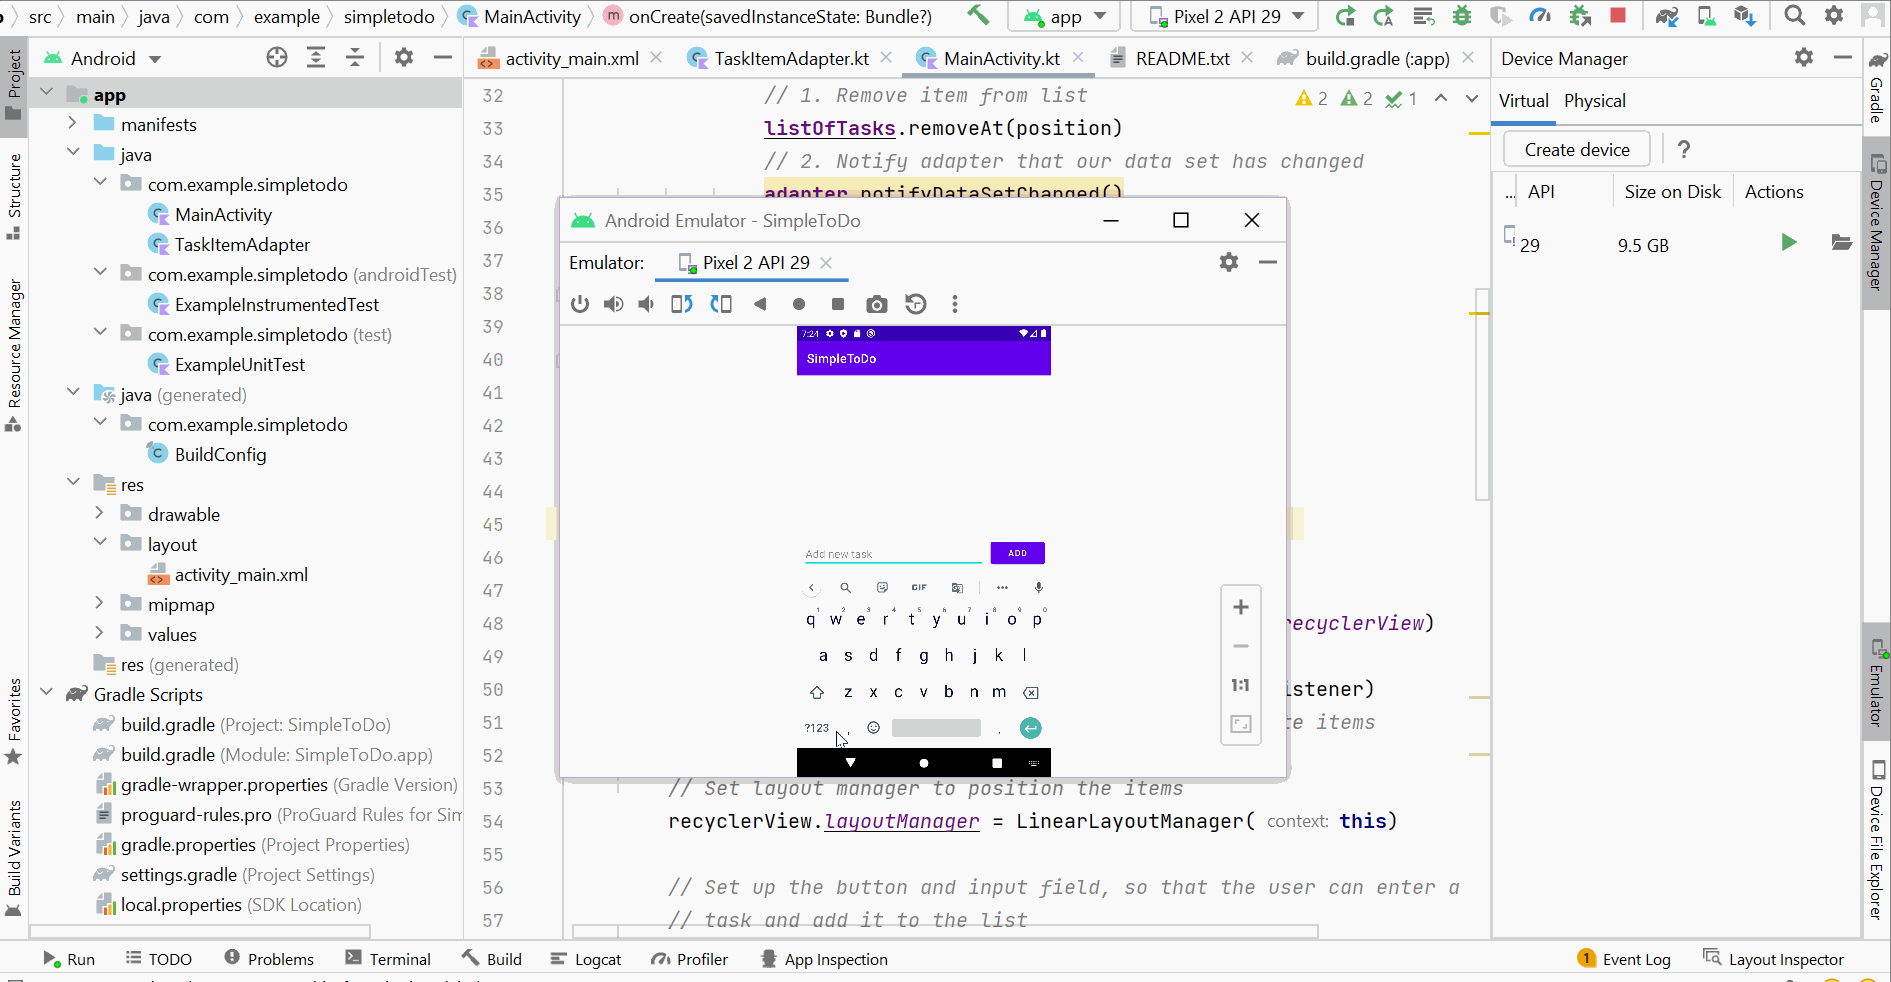 src main java com example simpletodo MainActivity onCreate(savedInstanceState: Bundle?) app Pixel 2 API 29
Project
Structure
Resource Manager
Favorites
Build Variants
Android
app
manifests
java
com.example.simpletodo
MainActivity
TaskItemAdapter
com.example.simpletodo (androidTest)
ExampleInstrumentedTest
com.example.simpletodo (test)
ExampleUnitTest
java (generated)
com.example.simpletodo
BuildConfig
res
drawable
layout
activity_main.xml
mipmap
values
res (generated)
Gradle Scripts
build.gradle (Project: SimpleToDo)
build.gradle (Module: SimpleToDo.app)
gradle-wrapper.properties (Gradle Version)
proguard-rules.pro (ProGuard Rules for Sim
gradle.properties (Project Properties)
settings.gradle (Project Settings)
local.properties (SDK Location)
activity_main.xml TaskItemAdapter.kt MainActivity.kt README.txt build.gradle (:app)
2 2 1
32 // 1. Remove item from list
33 listOfTasks.removeAt(position)
34 // 2. Notify adapter that our data set has changed
35 adapter.notifyDataSetChanged()
36
37
38
39
40
41
42
43
44
45
46
47
48 recyclerView)
49
50 istener)
51 te items
52
53 // Set layout manager to position the items
54 recyclerView.layoutManager = LinearLayoutManager( context: this)
55
56 // Set up the button and input field, so that the user can enter a
57 // task and add it to the list
Android Emulator - SimpleToDo
Emulator: Pixel 2 API 29
7:24
SimpleToDo
Add new task ADD
GIF
q1 w2 e3 r4 t5 y6 u7 i8 o9 p0
a s d f g h j k l
z x c v b n m
?123 , .
1:1
Device Manager
Virtual Physical
Create device ?
... API Size on Disk Actions
29 9.5 GB
Gradle
Device Manager
Emulator
Device File Explorer
Run TODO Problems Terminal Build Logcat Profiler App Inspection 1 Event Log Layout Inspector